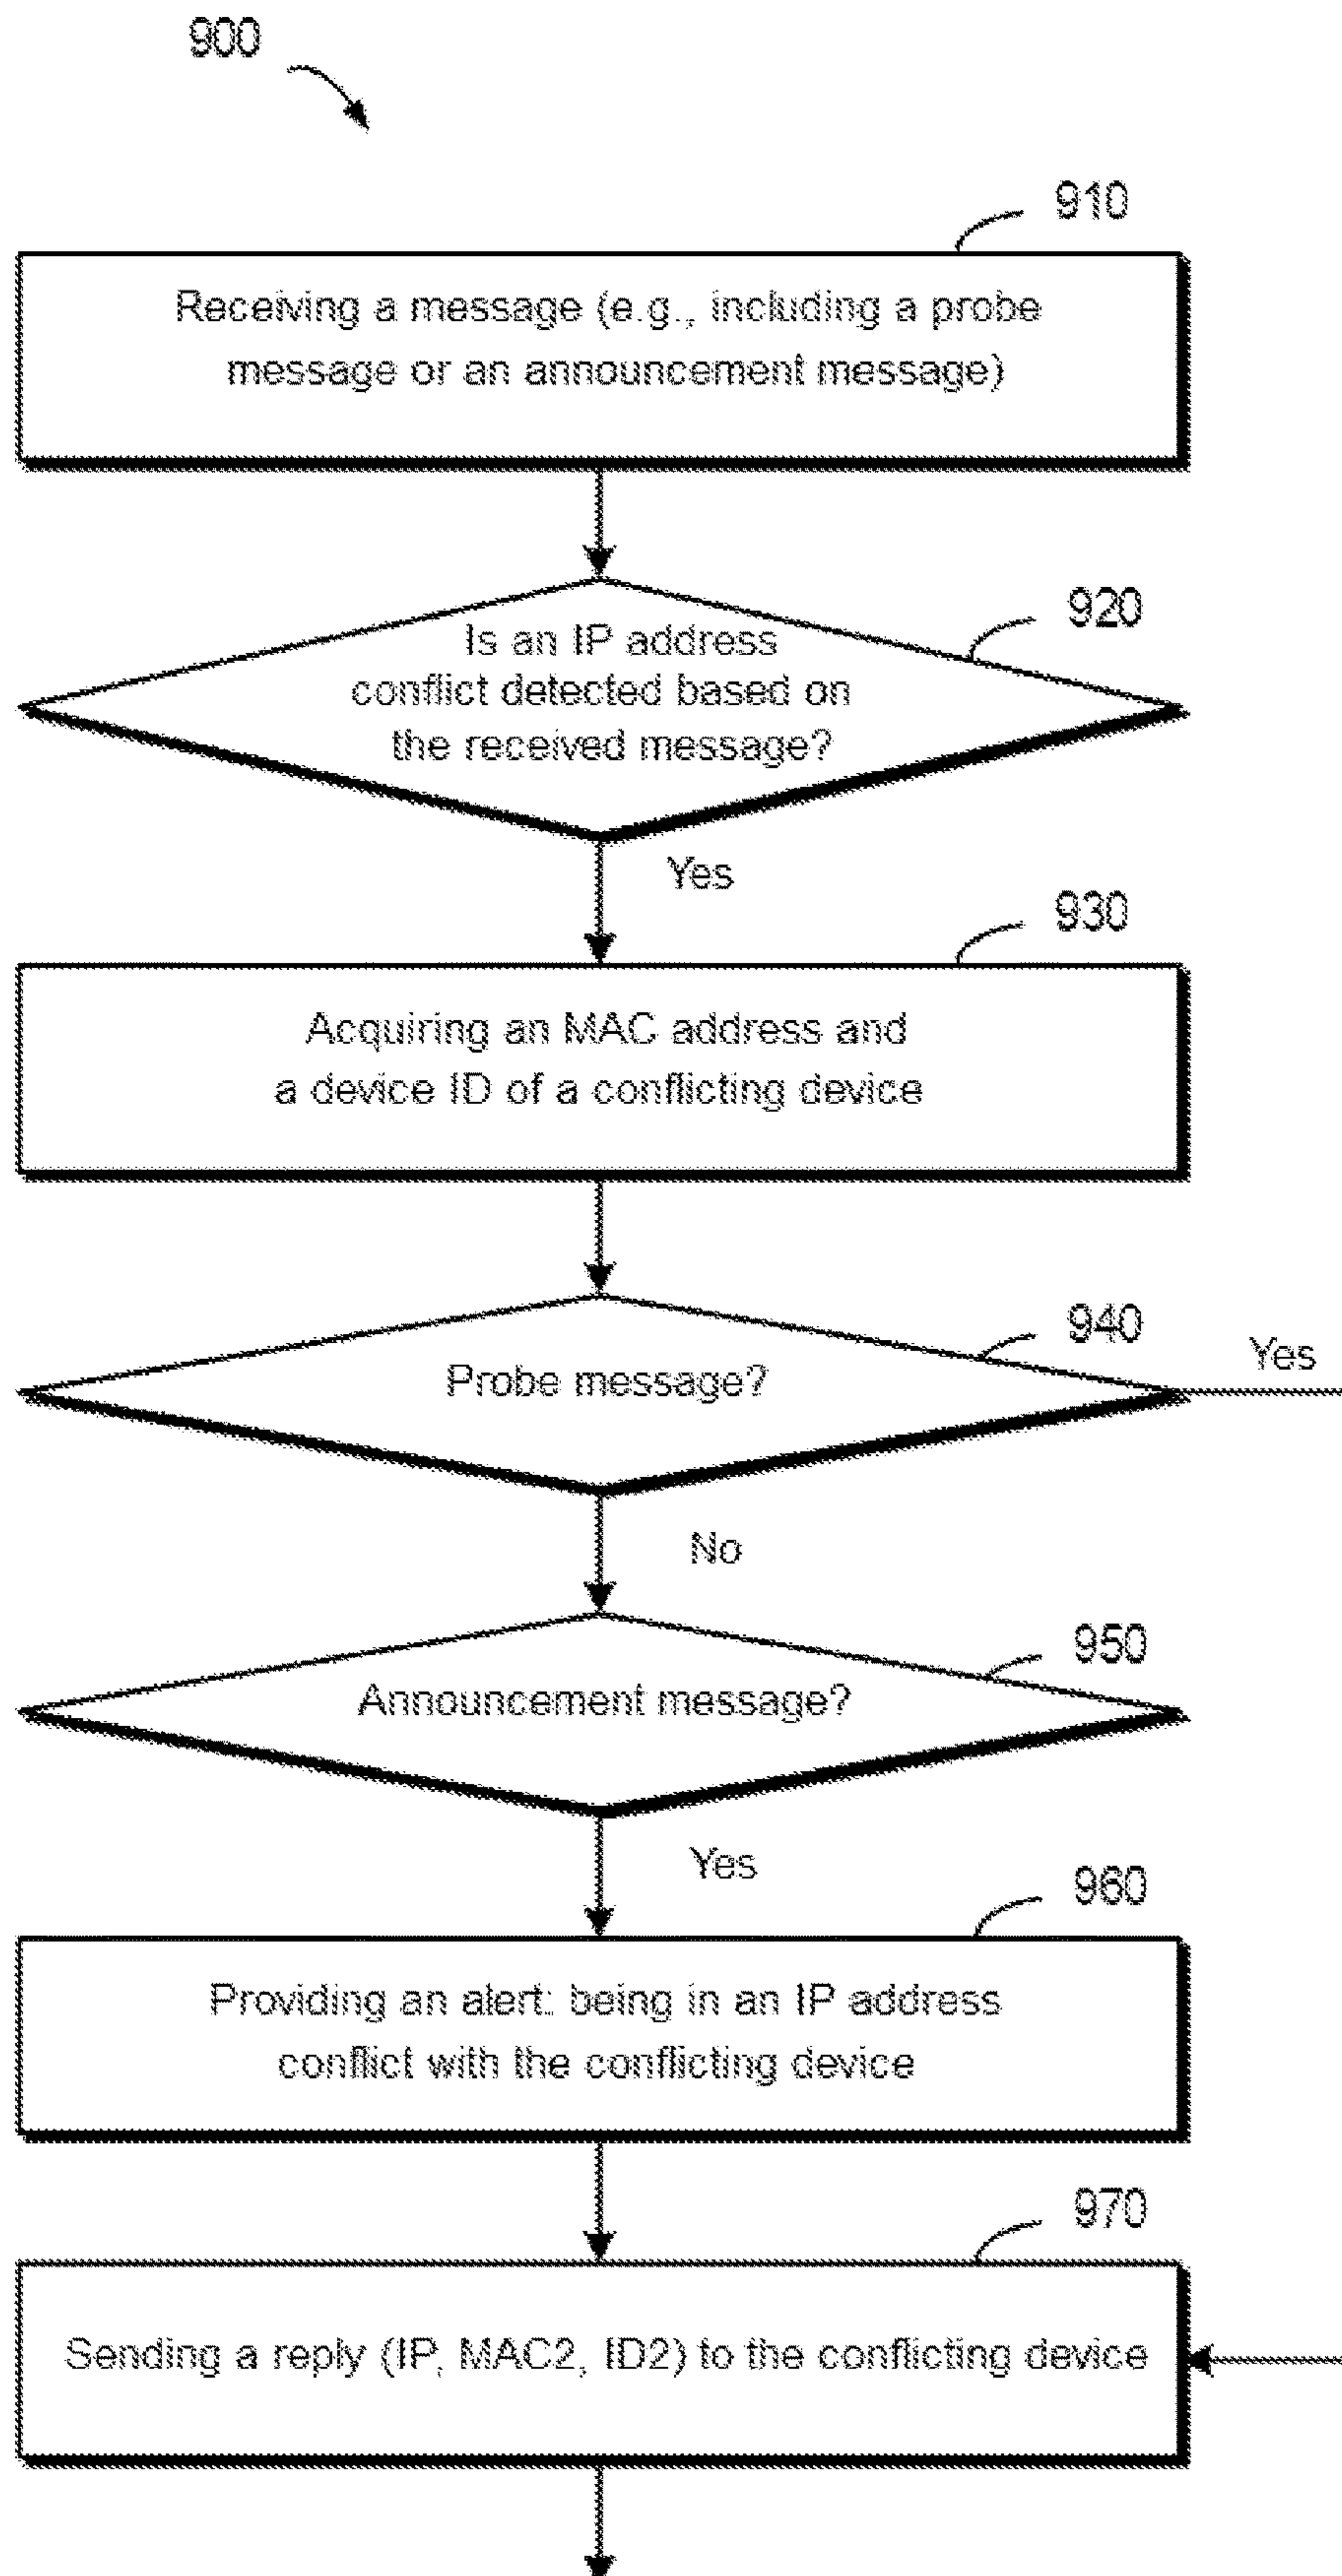 900
910
Receiving a message (e.g., including a probe
message or an announcement message)
920
Is an IP address
conflict detected based on
the received message?
Yes
930
Acquiring an MAC address and
a device ID of a conflicting device
940
Probe message?
Yes
No
950
Announcement message?
Yes
960
Providing an alert: being in an IP address
conflict with the conflicting device
970
Sending a reply (IP, MAC2, ID2) to the conflicting device